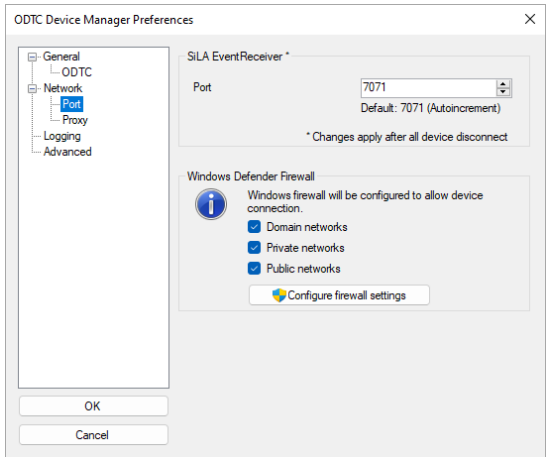 ODTC Device Manager Preferences
General
ODTC
Network
Port
Proxy
Logging
Advanced
OK
Cancel
SiLA EventReceiver *
Port
7071
Default: 7071 (Autoincrement)
* Changes apply after all device disconnect
Windows Defender Firewall
Windows firewall will be configured to allow device
connection.
Domain networks
Private networks
Public networks
Configure firewall settings